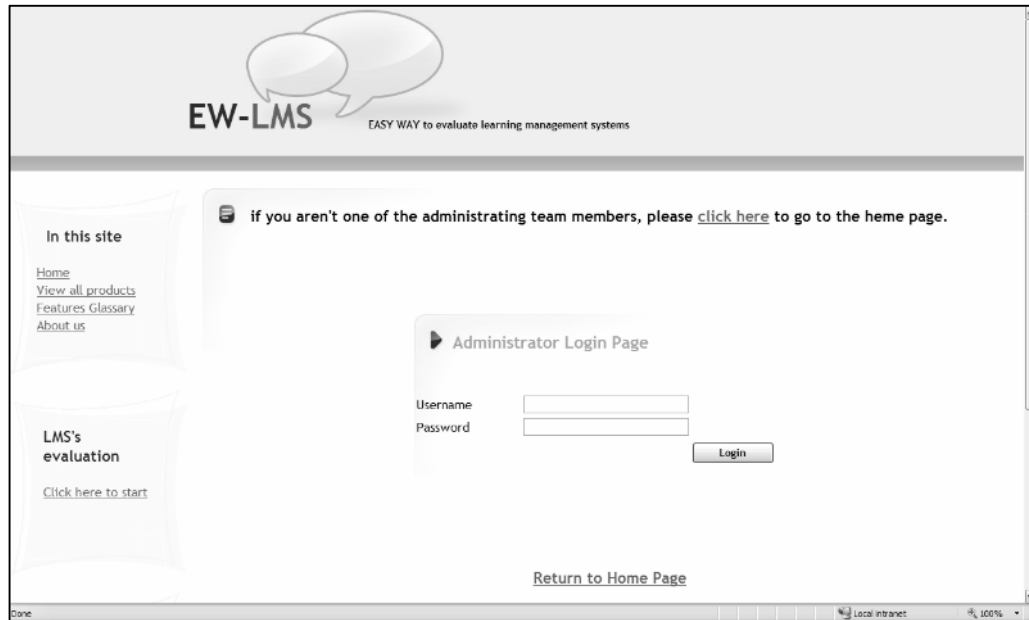 EW-LMS
EASY WAY to evaluate learning management systems
if you aren't one of the administrating team members, please click here to go to the heme page.
In this site
Home
View all products
Features Glassary
About us
Administrator Login Page
Username
Password
Login
LMS's
evaluation
Click here to start
Return to Home Page
Done
Local intranet
100%